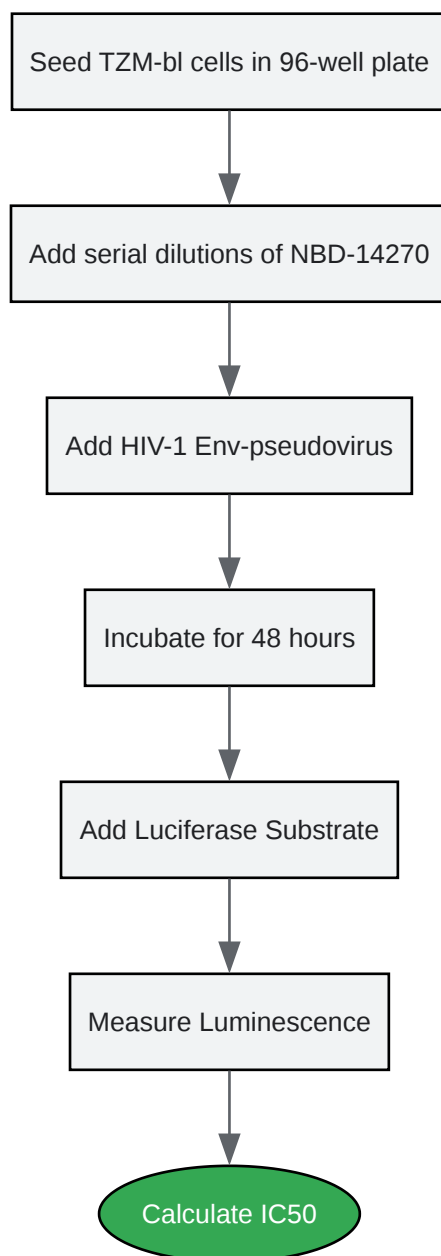 Seed TZM-bl cells in 96-well plate
Add serial dilutions of NBD-14270
Add HIV-1 Env-pseudovirus
Incubate for 48 hours
Add Luciferase Substrate
Measure Luminescence
Calculate IC50